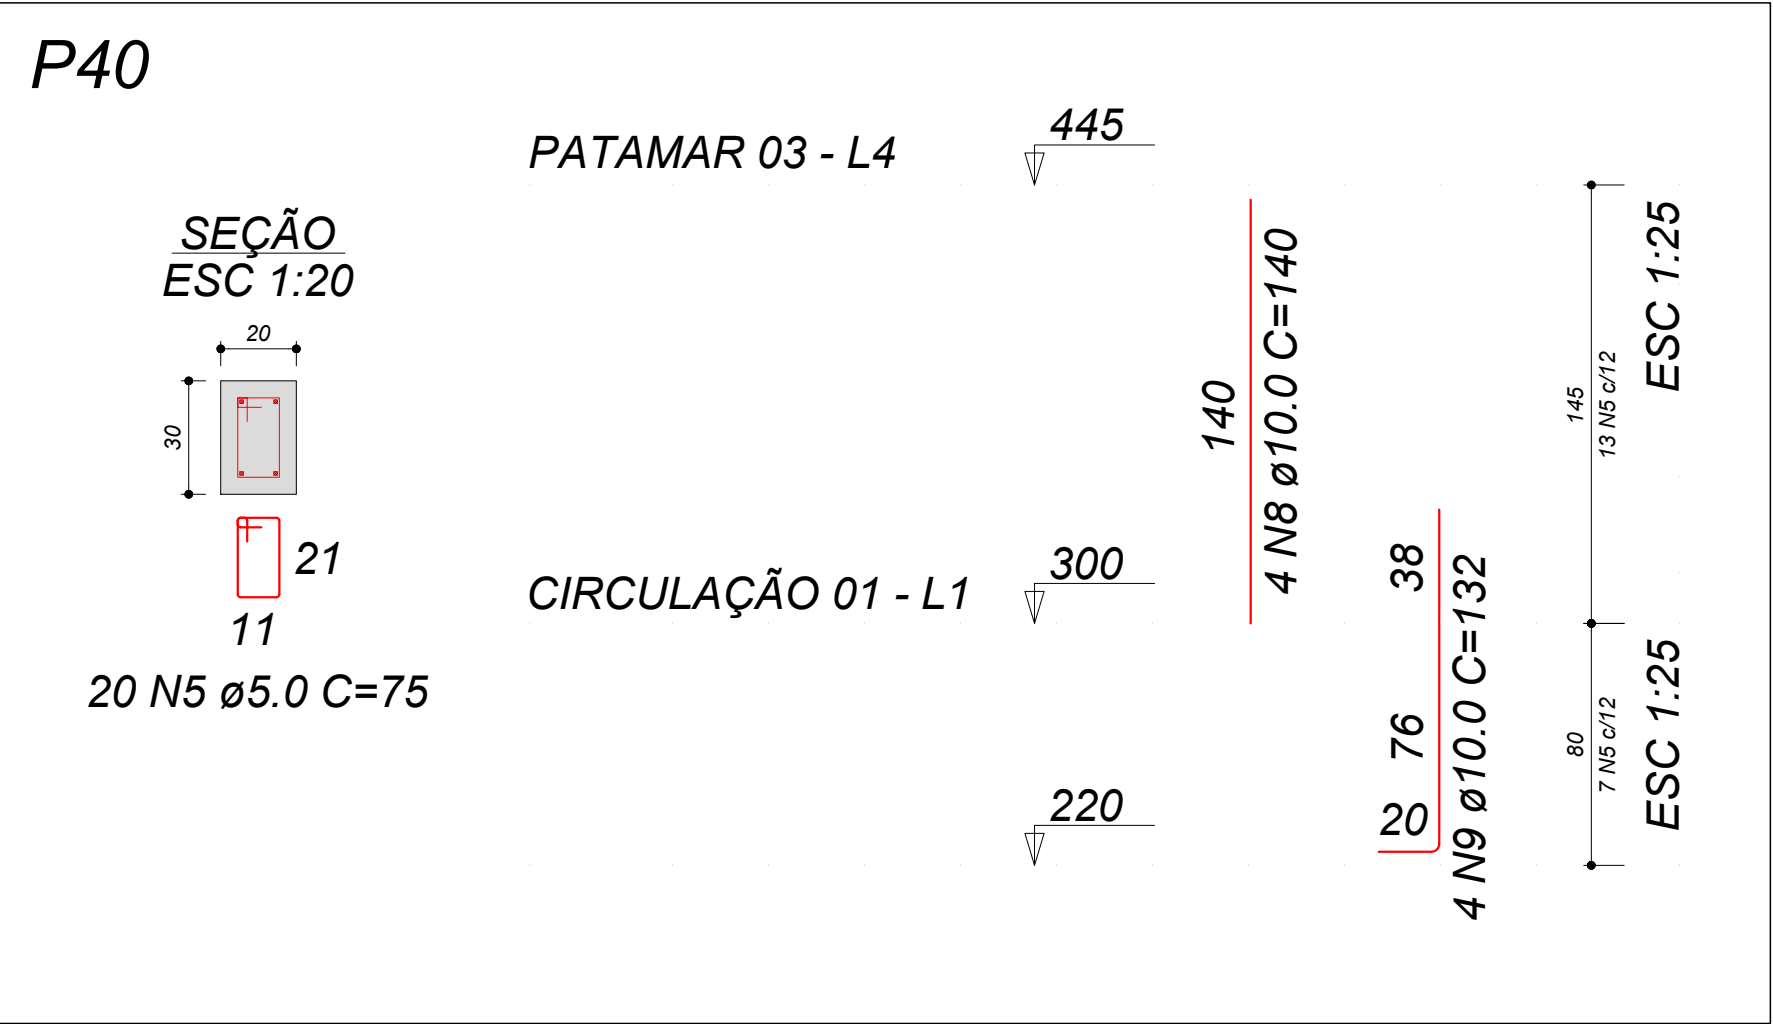 P40
PATAMAR 03 - L4
445
SEÇÃO
ESC 1:20
20
30
21
11
20 N5 ø5.0 C=75
CIRCULAÇÃO 01 - L1
300
220
140
4 N8 ø10.0 C=140
38
76
20
4 N9 ø10.0 C=132
145
13 N5 c/12
ESC 1:25
80
7 N5 c/12
ESC 1:25